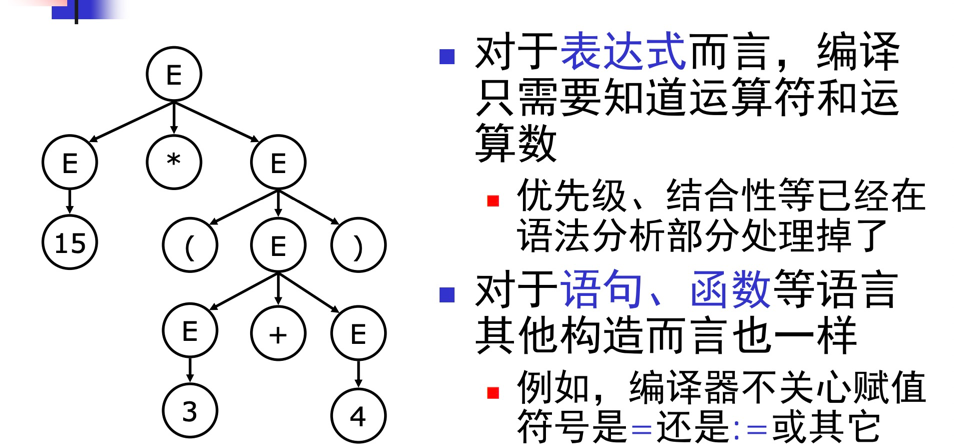 E
E * E
15 ( E )
E + E
3 4
对于表达式而言，编译
只需要知道运算符和运
算数
优先级、结合性等已经在
语法分析部分处理掉了
对于语句、函数等语言
其他构造而言也一样
例如，编译器不关心赋值
符号是=还是:=或其它